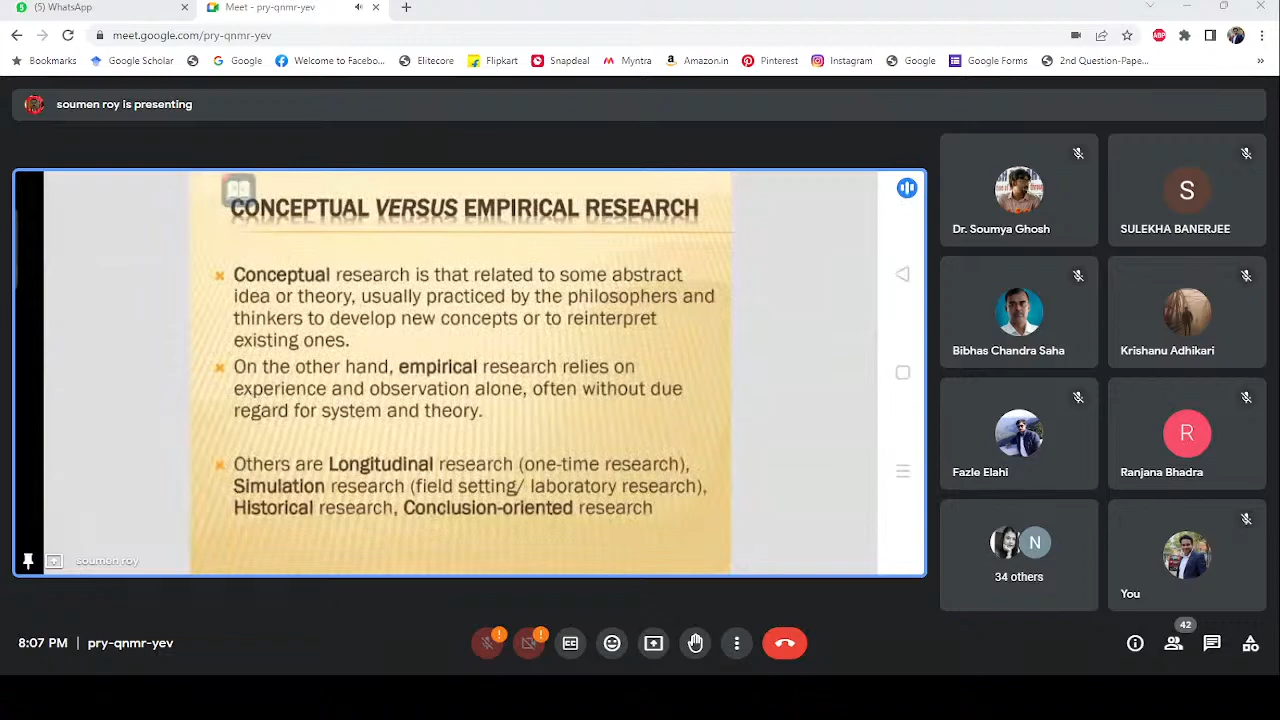 (5) WhatsApp
Meet - pry-qnmr-yev
meet.google.com/pry-qnmr-yev
ABP
Bookmarks Google Scholar Google Welcome to Facebo... Elitecore Flipkart Snapdeal Myntra Amazon.in Pinterest Instagram Google Google Forms 2nd Question-Pape... »
soumen roy is presenting
CONCEPTUAL VERSUS EMPIRICAL RESEARCH
Conceptual research is that related to some abstract
idea or theory, usually practiced by the philosophers and
thinkers to develop new concepts or to reinterpret
existing ones.
On the other hand, empirical research relies on
experience and observation alone, often without due
regard for system and theory.
Others are Longitudinal research (one-time research),
Simulation research (field setting/ laboratory research),
Historical research, Conclusion-oriented research
soumen roy
Dr. Soumya Ghosh
S
SULEKHA BANERJEE
Bibhas Chandra Saha
Krishanu Adhikari
Fazle Elahi
R
Ranjana Bhadra
N
34 others
You
8:07 PM | pry-qnmr-yev
42